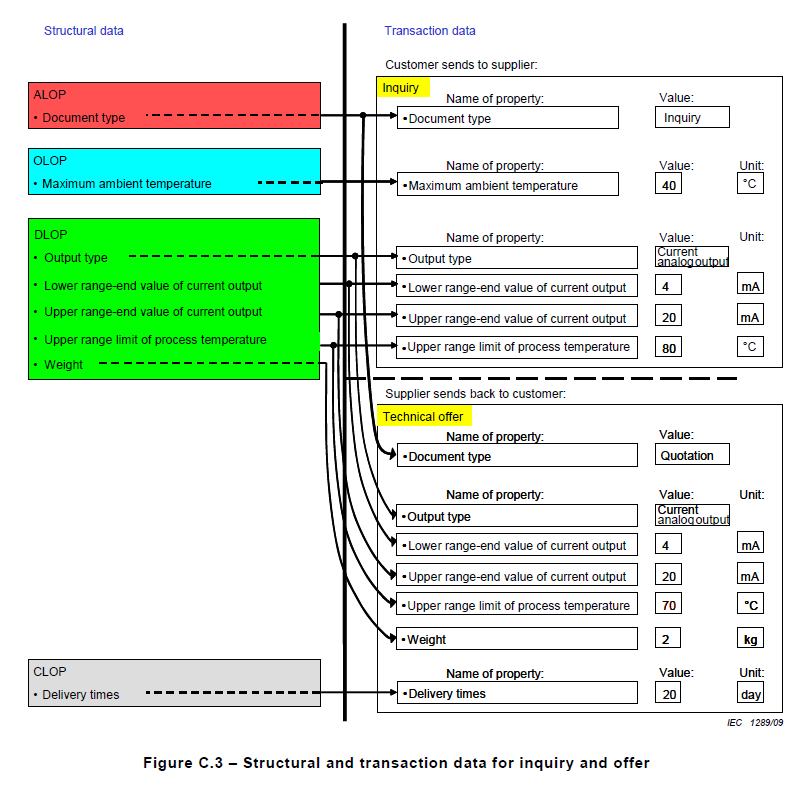 Structural data
Transaction data
Customer sends to supplier:
ALOP
• Document type
Inquiry
Name of property:
Value:
• Document type
Inquiry
OLOP
• Maximum ambient temperature
Name of property:
Value:
Unit:
• Maximum ambient temperature
40
°C
DLOP
• Output type
• Lower range-end value of current output
• Upper range-end value of current output
• Upper range limit of process temperature
• Weight
Name of property:
Value:
Unit:
• Output type
Current
analog output
• Lower range-end value of current output
4
mA
• Upper range-end value of current output
20
mA
• Upper range limit of process temperature
80
°C
Supplier sends back to customer:
Technical offer
Name of property:
Value:
• Document type
Quotation
Name of property:
Value:
Unit:
• Output type
Current
analog output
• Lower range-end value of current output
4
mA
• Upper range-end value of current output
20
mA
• Upper range limit of process temperature
70
°C
• Weight
2
kg
CLOP
• Delivery times
Name of property:
Value:
Unit:
• Delivery times
20
day
IEC 1289/09
Figure C.3 – Structural and transaction data for inquiry and offer